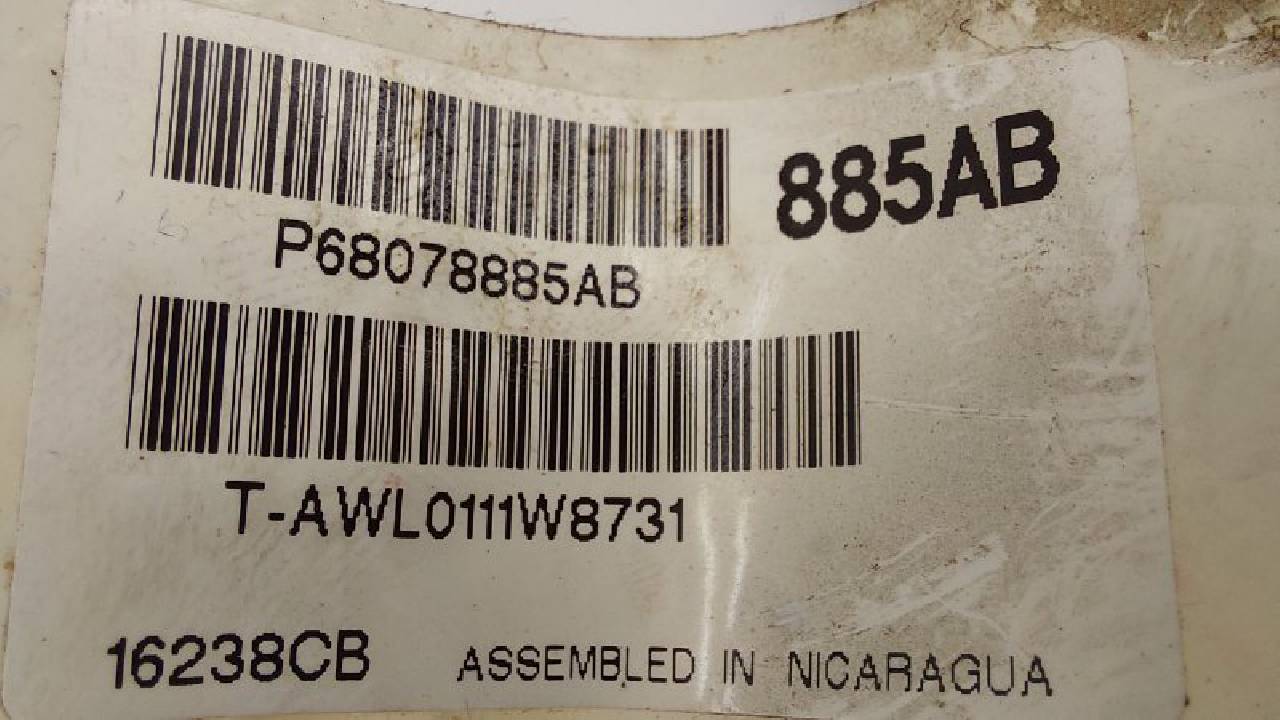 885AB
P68078885AB
T-AWL0111W8731
16238CB ASSEMBLED IN NICARAGUA